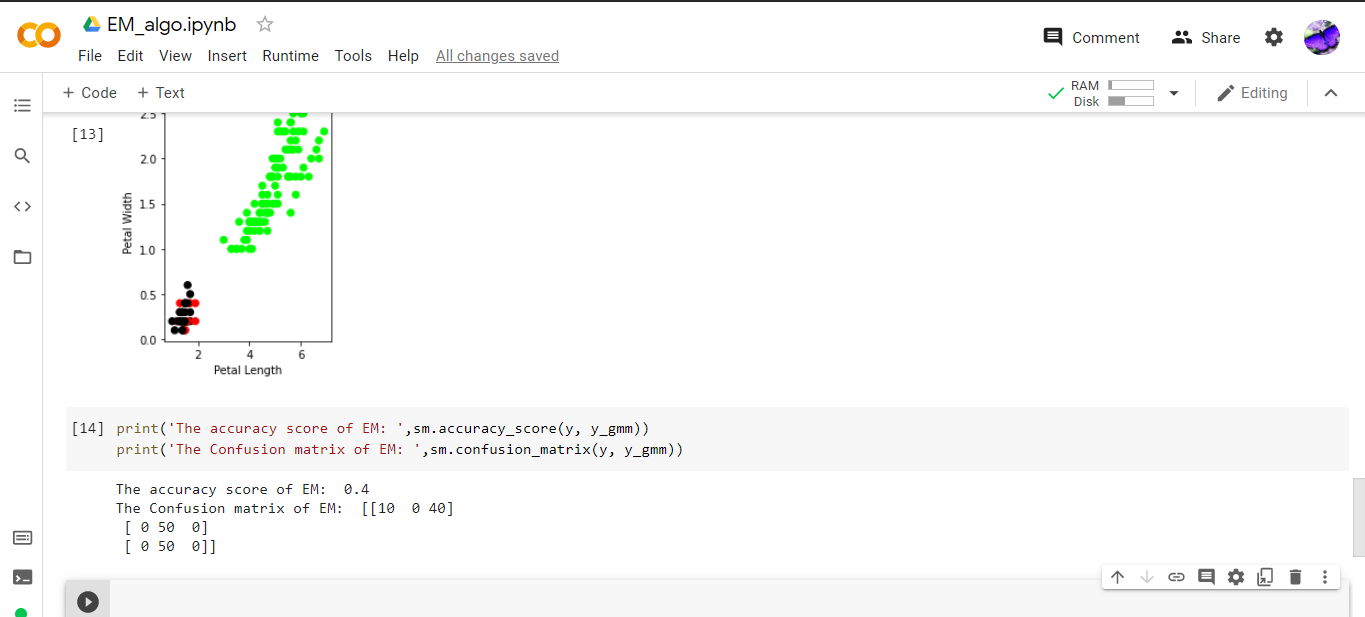 EM_algo.ipynb
Comment
Share
File Edit View Insert Runtime Tools Help All changes saved
+ Code + Text
RAM
Disk
Editing
[13]
2.5
2.0
1.5
1.0
0.5
0.0
Petal Width
2 4 6
Petal Length
[14] print('The accuracy score of EM: ',sm.accuracy_score(y, y_gmm))
print('The Confusion matrix of EM: ',sm.confusion_matrix(y, y_gmm))
The accuracy score of EM:  0.4
The Confusion matrix of EM:  [[10  0 40]
[ 0 50  0]
[ 0 50  0]]